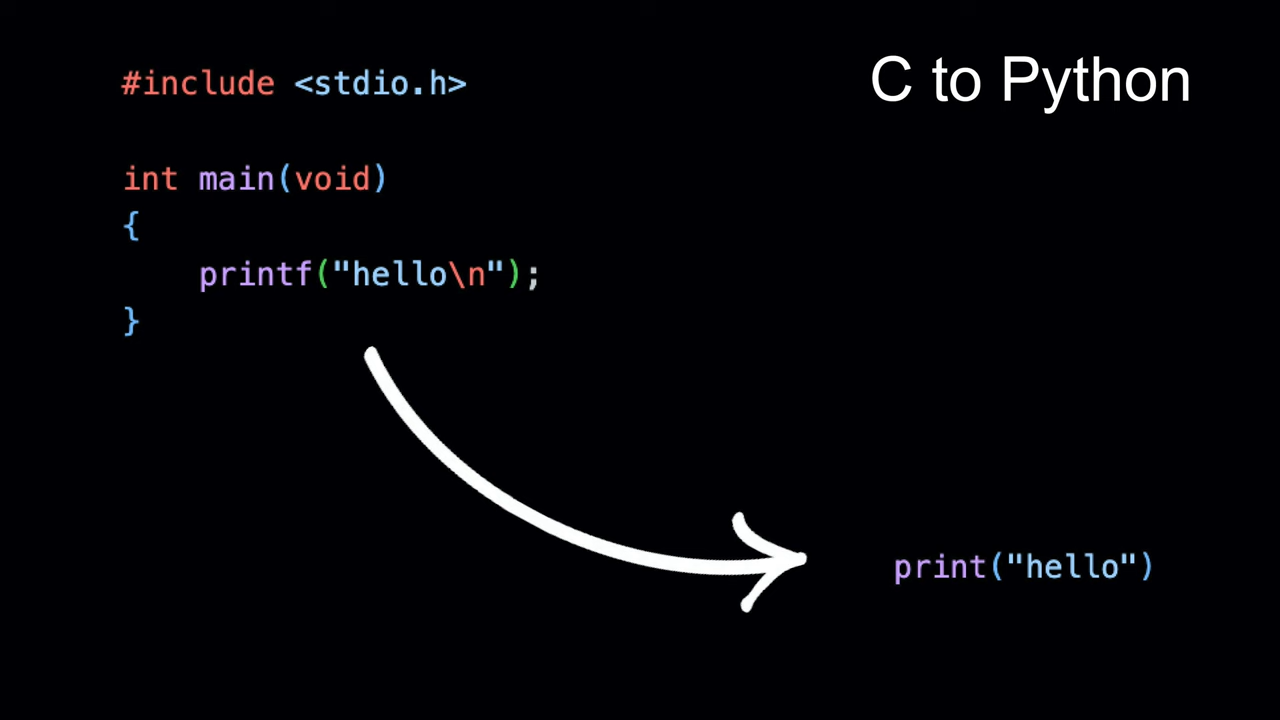 C to Python
#include <stdio.h>
int main(void)
{
    printf("hello\n");
}
print("hello")